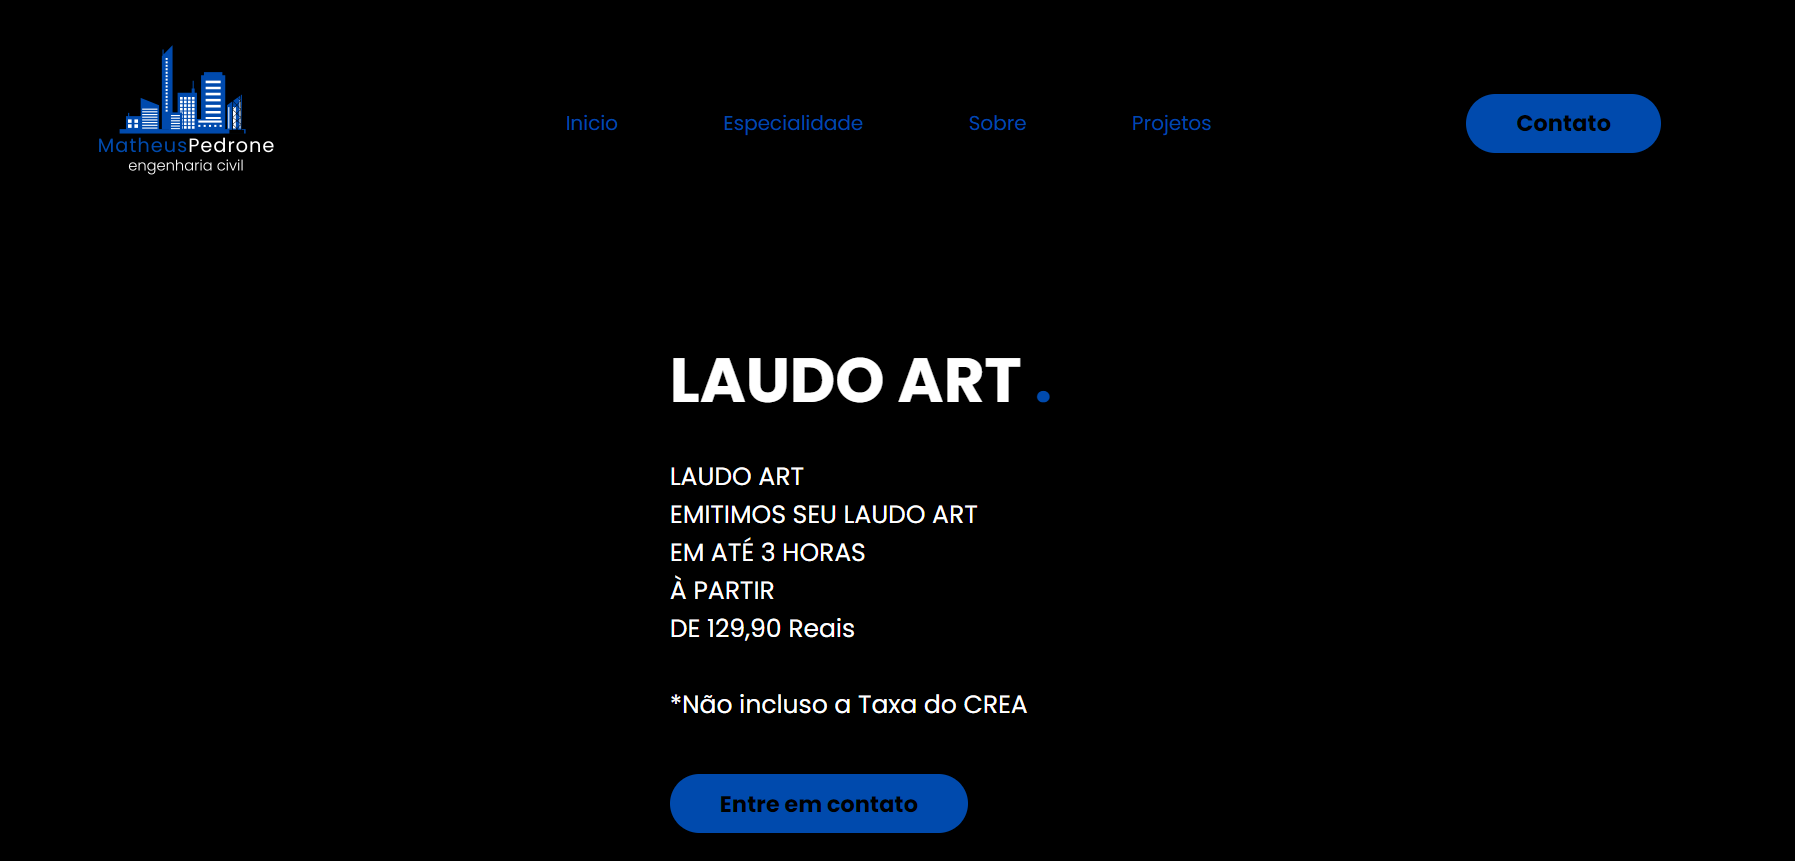 MatheusPedrone
engenharia civil
Inicio
Especialidade
Sobre
Projetos
Contato
LAUDO ART .
LAUDO ART
EMITIMOS SEU LAUDO ART
EM ATÉ 3 HORAS
À PARTIR
DE 129,90 Reais
*Não incluso a Taxa do CREA
Entre em contato